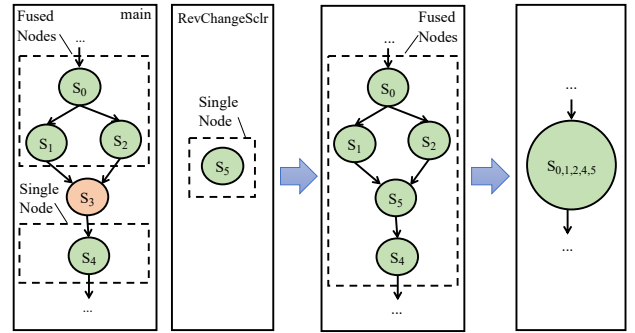 Fused
Nodes
main
...
S0
S1
S2
S3
Single
Node
S4
...
RevChangeSclr
Single
Node
S5
Fused
Nodes
...
S0
S1
S2
S5
S4
...
...
S0,1,2,4,5
...